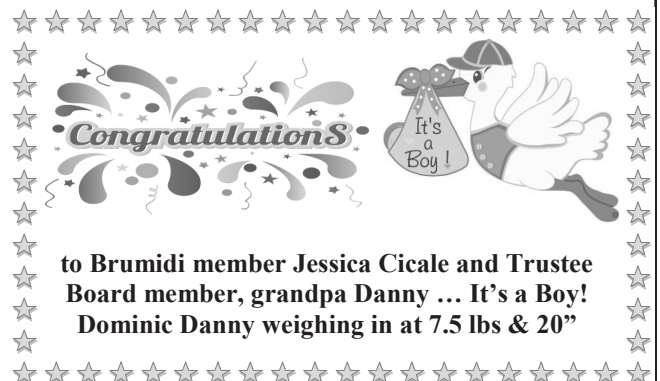 CongratulationS
It's
a
Boy !
to Brumidi member Jessica Cicale and Trustee
Board member, grandpa Danny … It’s a Boy!
Dominic Danny weighing in at 7.5 lbs & 20”